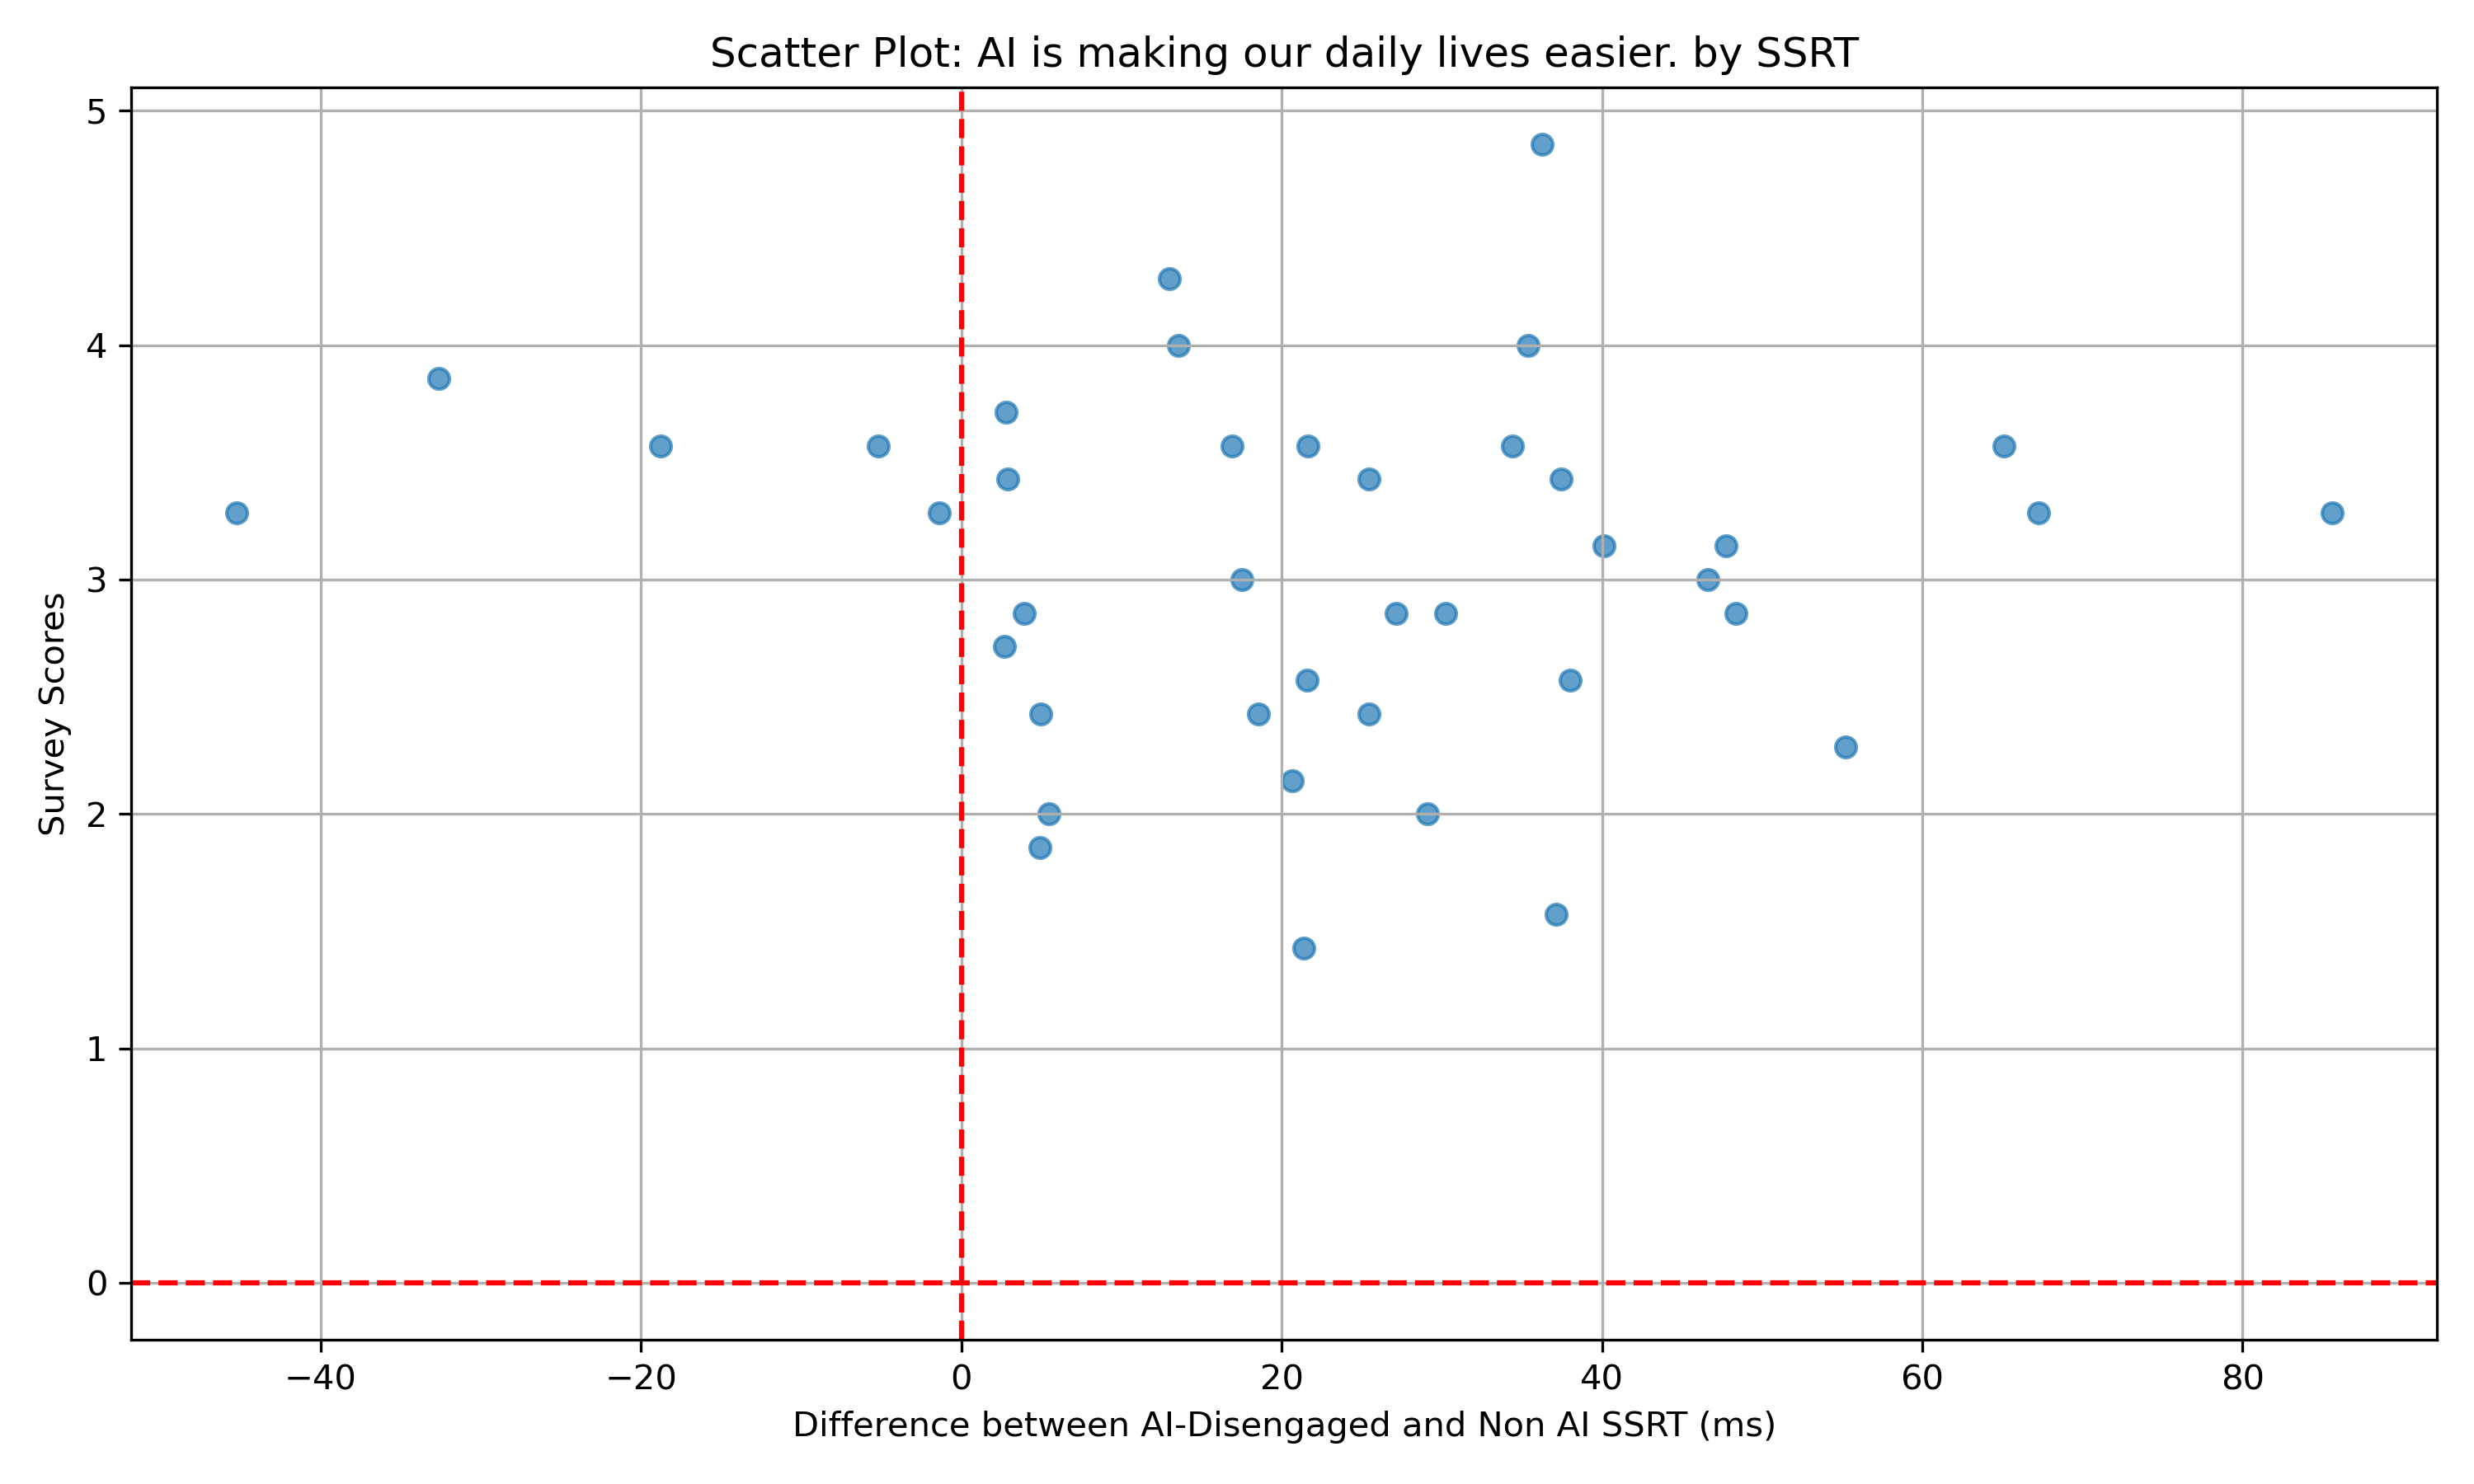 Scatter Plot: AI is making our daily lives easier. by SSRT
5
4
3
2
1
0
Survey Scores
−40 −20 0 20 40 60 80
Difference between AI-Disengaged and Non AI SSRT (ms)